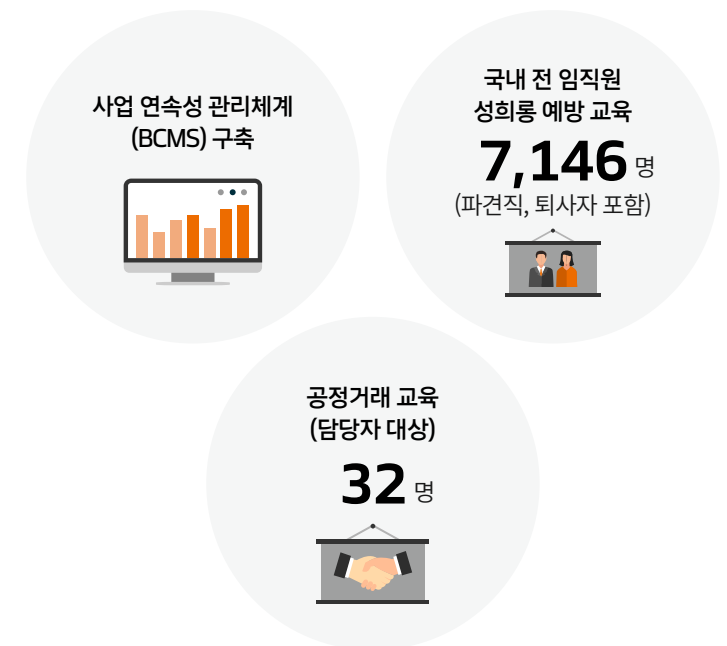 사업 연속성 관리체계
(BCMS) 구축
국내 전 임직원
성희롱 예방 교육
7,146 명
(파견직, 퇴사자 포함)
공정거래 교육
(담당자 대상)
32 명